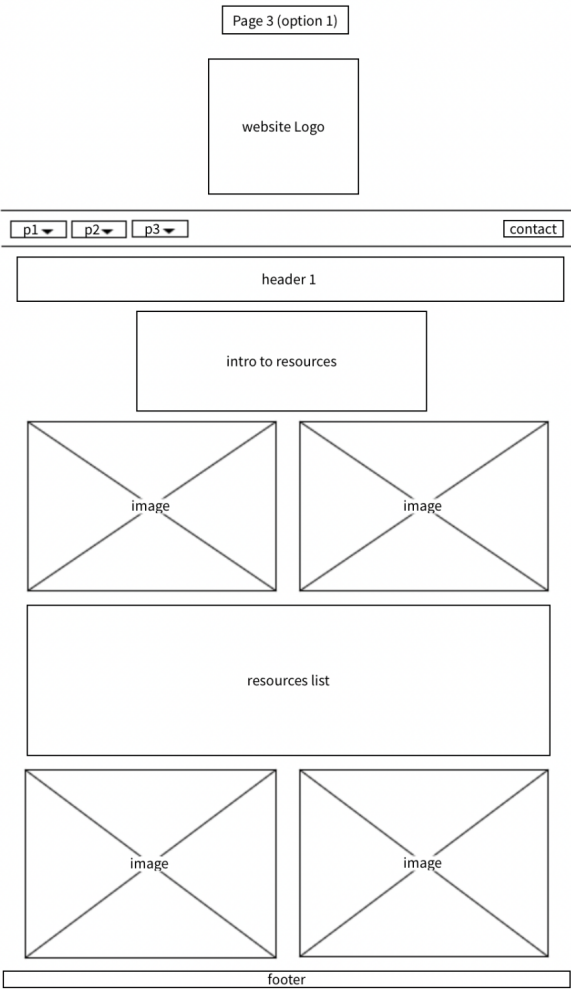 Page 3 (option 1)
website Logo
p1
p2
p3
contact
header 1
intro to resources
image
image
resources list
image
image
footer